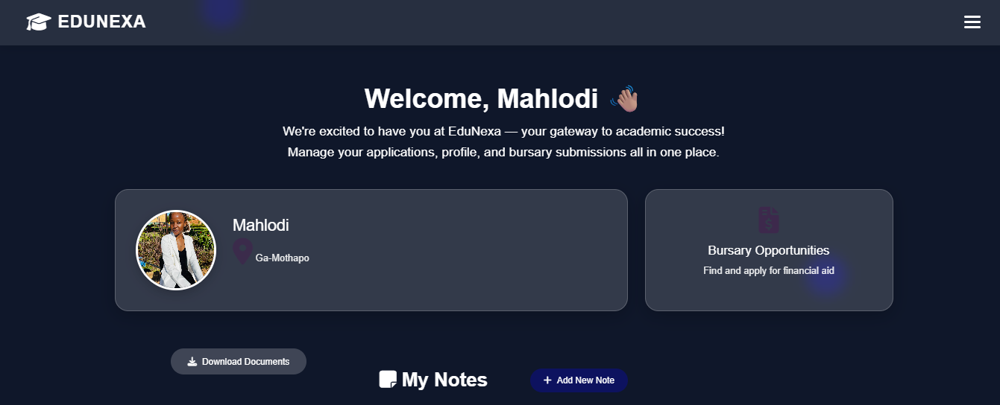 EDUNEXA
Welcome, Mahlodi 👋🏽
We're excited to have you at EduNexa — your gateway to academic success!
Manage your applications, profile, and bursary submissions all in one place.
Mahlodi
Ga-Mothapo
Bursary Opportunities
Find and apply for financial aid
Download Documents
My Notes
Add New Note